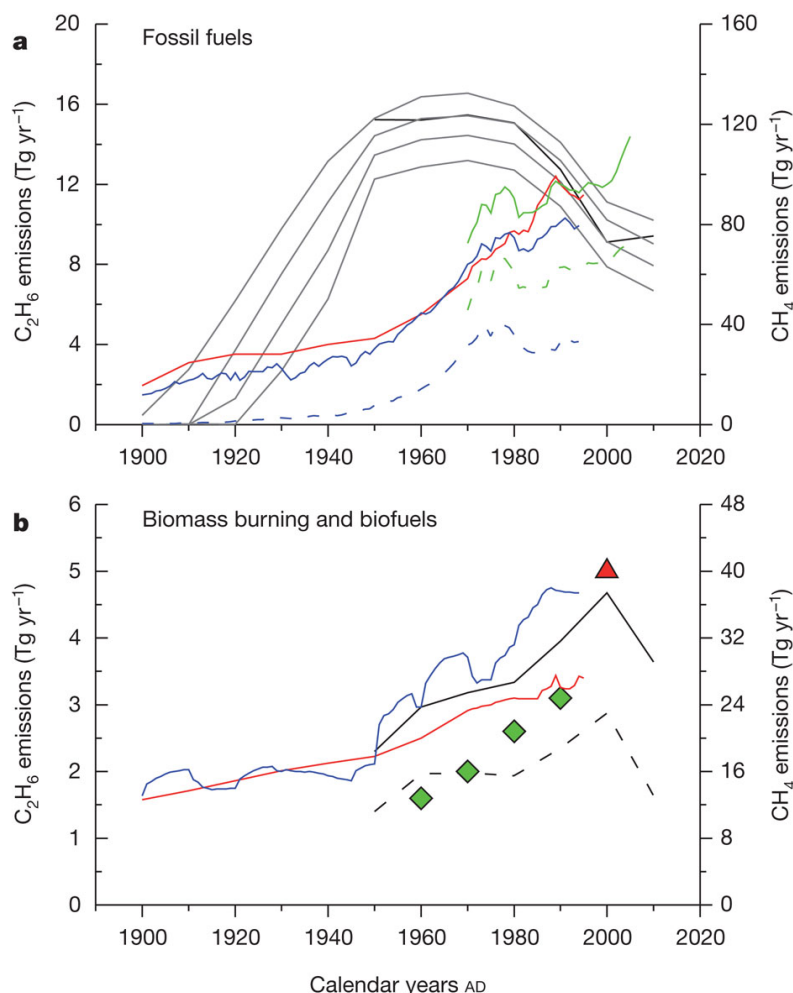 a
Fossil fuels
C₂H₆ emissions (Tg yr⁻¹)
20
16
12
8
4
0
160
120
80
40
0
CH₄ emissions (Tg yr⁻¹)
1900 1920 1940 1960 1980 2000 2020
b
Biomass burning and biofuels
C₂H₆ emissions (Tg yr⁻¹)
6
5
4
3
2
1
0
48
40
32
24
16
8
0
CH₄ emissions (Tg yr⁻¹)
1900 1920 1940 1960 1980 2000 2020
Calendar years AD